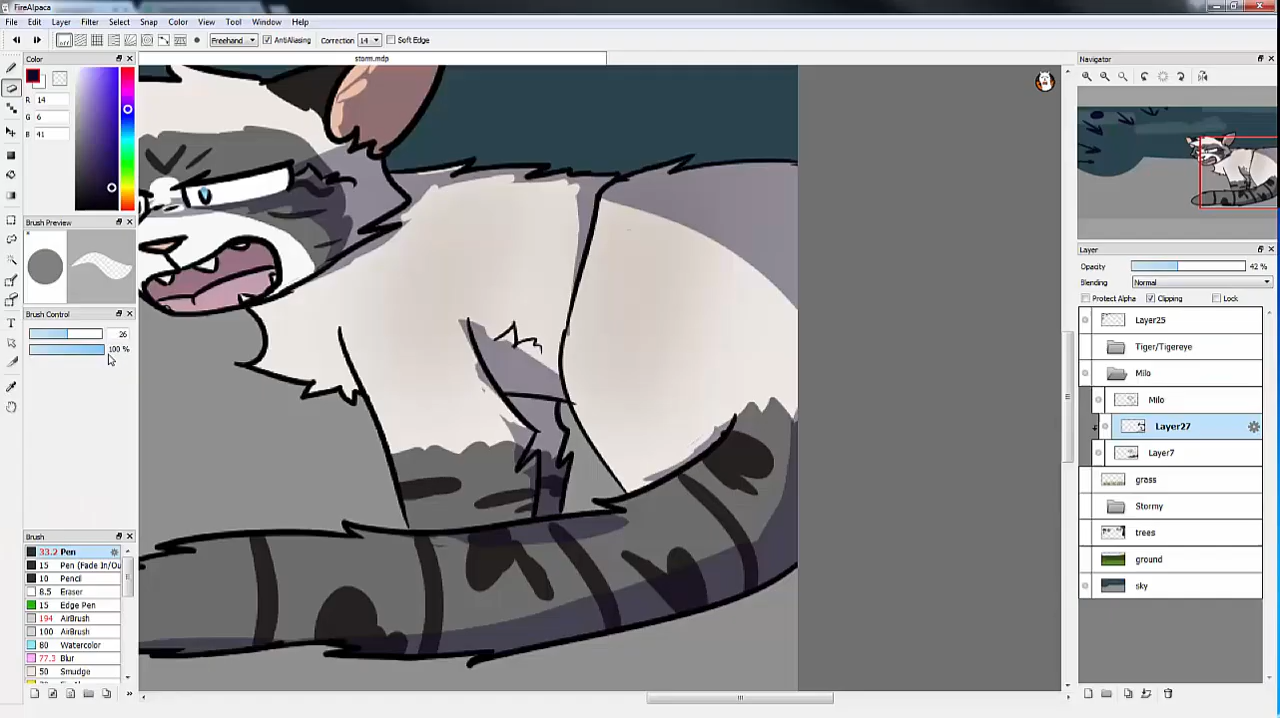 FireAlpaca
File Edit Layer Filter Select Snap Color View Tool Window Help
Freehand AntiAliasing Correction 14 Soft Edge
Color storm.mdp Navigator
R 14
G 6
B 41
Brush Preview
Layer
Opacity 42 %
Blending Normal
Protect Alpha Clipping Lock
Brush Control
26
100 %
Layer25
Tiger/Tigereye
Milo
Milo
Layer27
Layer7
grass
Stormy
trees
ground
sky
Brush
33.2 Pen
15 Pen (Fade In/Ou
10 Pencil
8.5 Eraser
15 Edge Pen
194 AirBrush
100 AirBrush
80 Watercolor
77.3 Blur
50 Smudge